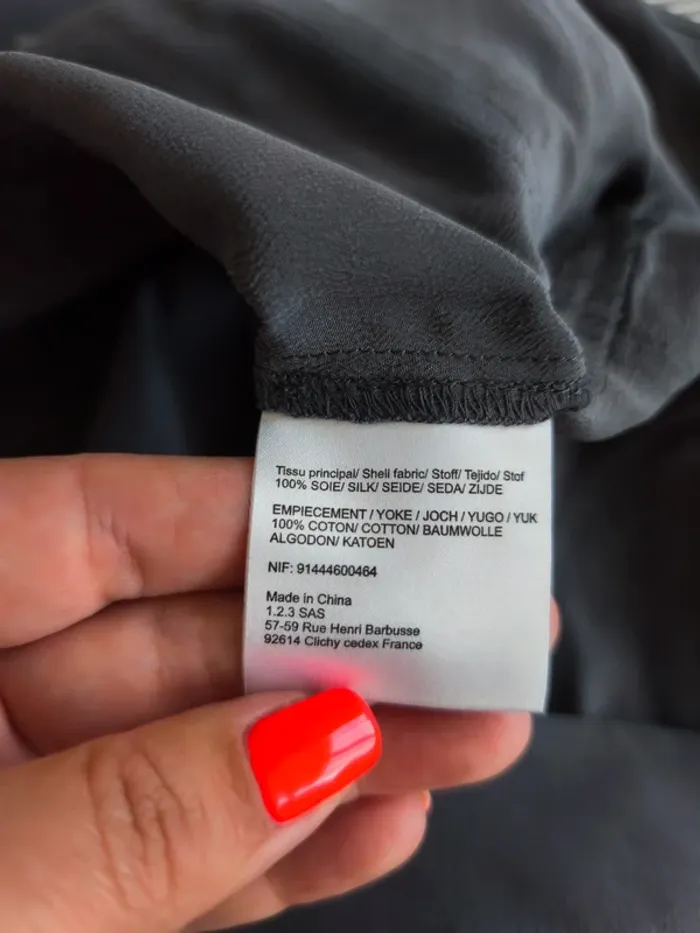 Tissu principal/ Shell fabric/ Stoff/ Tejido/ Stof
100% SOIE/ SILK/ SEIDE/ SEDA/ ZIJDE
EMPIECEMENT / YOKE / JOCH / YUGO / YUK
100% COTON/ COTTON/ BAUMWOLLE
ALGODON/ KATOEN
NIF: 91444600464
Made in China
1.2.3 SAS
57-59 Rue Henri Barbusse
92614 Clichy cedex France